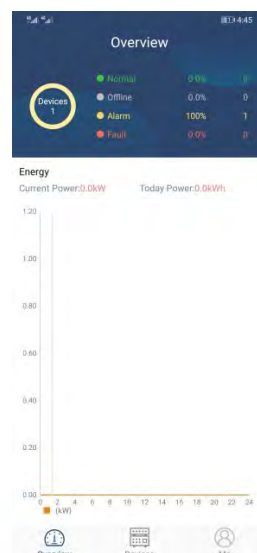 4:45
Overview
Devices
1
Normal 0.0% 0
Offline 0.0% 0
Alarm 100% 1
Fault 0.0% 0
Energy
Current Power:0.0kW Today Power:0.0kWh
1.20
1.00
0.80
0.60
0.40
0.20
0.00
0 2 4 6 8 10 12 14 16 18 20 22 24
(kW)
Overview Devices Me